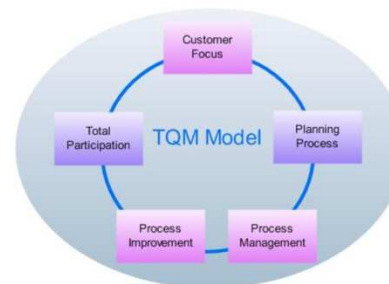 Customer
Focus
Total
Participation
TQM Model
Planning
Process
Process
Improvement
Process
Management